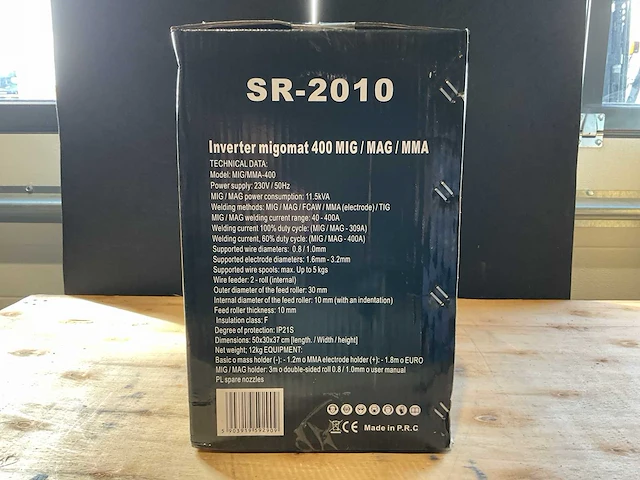 SR-2010
Inverter migomat 400 MIG / MAG / MMA
TECHNICAL DATA:
Model: MIG/MMA-400
Power supply: 230V / 50Hz
MIG / MAG power consumption: 11.5kVA
Welding methods: MIG / MAG / FCAW / MMA (electrode) / TIG
MIG / MAG welding current range: 40 - 400A
Welding current 100% duty cycle: (MIG / MAG - 309A)
Welding current, 60% duty cycle: (MIG / MAG - 400A)
Supported wire diameters: 0.8 / 1.0mm
Supported electrode diameters: 1.6mm - 3.2mm
Supported wire spools: max. Up to 5 kgs
Wire feeder: 2 - roll (internal)
Outer diameter of the feed roller: 30 mm
Internal diameter of the feed roller: 10 mm (with an indentation)
Feed roller thickness: 10 mm
Insulation class: F
Degree of protection: IP21S
Dimensions: 50x30x37 cm [length. / Width / height]
Net weight; 12kg EQUIPMENT:
Basic o mass holder (-): - 1.2m o MMA electrode holder (+): - 1.8m o EURO
MIG / MAG holder: 3m o double-sided roll 0.8 / 1.0mm o user manual
PL spare nozzles
CE Made in P.R.C